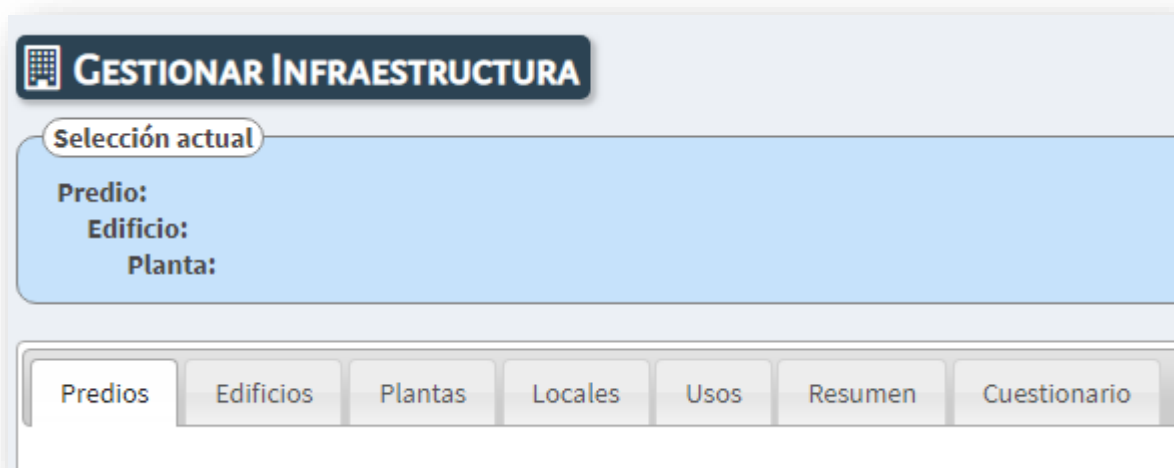 GESTIONAR INFRAESTRUCTURA
Selección actual
Predio:
Edificio:
Planta:
Predios Edificios Plantas Locales Usos Resumen Cuestionario